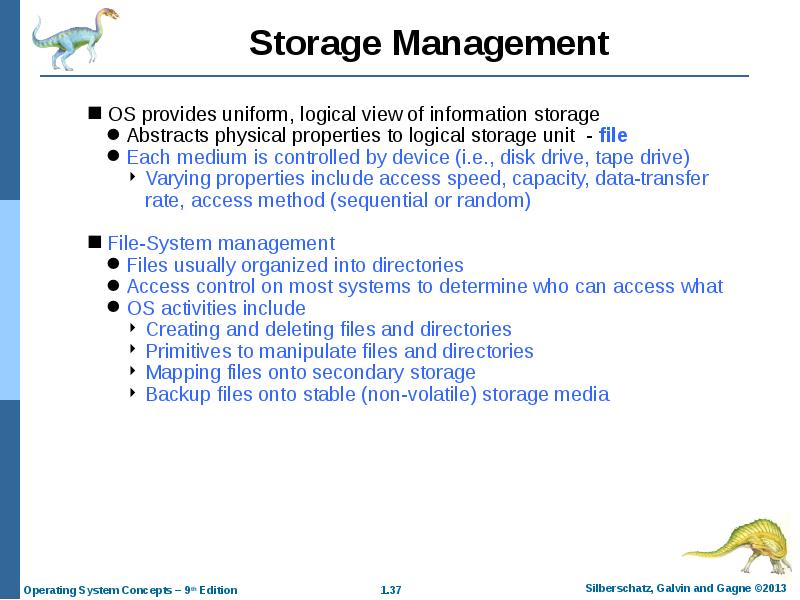 Storage Management
OS provides uniform, logical view of information storage
Abstracts physical properties to logical storage unit - file
Each medium is controlled by device (i.e., disk drive, tape drive)
Varying properties include access speed, capacity, data-transfer
rate, access method (sequential or random)
File-System management
Files usually organized into directories
Access control on most systems to determine who can access what
OS activities include
Creating and deleting files and directories
Primitives to manipulate files and directories
Mapping files onto secondary storage
Backup files onto stable (non-volatile) storage media
Operating System Concepts – 9th Edition
1.37
Silberschatz, Galvin and Gagne ©2013